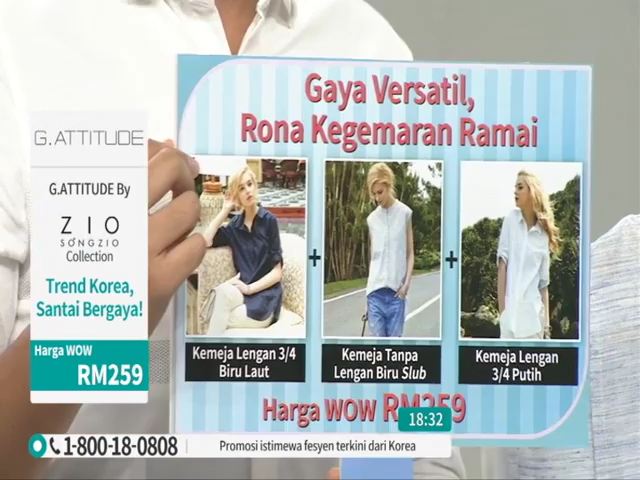 Gaya Versatil,
Rona Kegemaran Ramai
G.ATTITUDE
G.ATTITUDE By
ZIO
SONGZIO
Collection
Trend Korea,
Santai Bergaya!
Harga WOW
RM259
+
+
Kemeja Lengan 3/4
Biru Laut
Kemeja Tanpa
Lengan Biru Slub
Kemeja Lengan
3/4 Putih
Harga WOW RM259
18:32
1-800-18-0808
Promosi istimewa fesyen terkini dari Korea